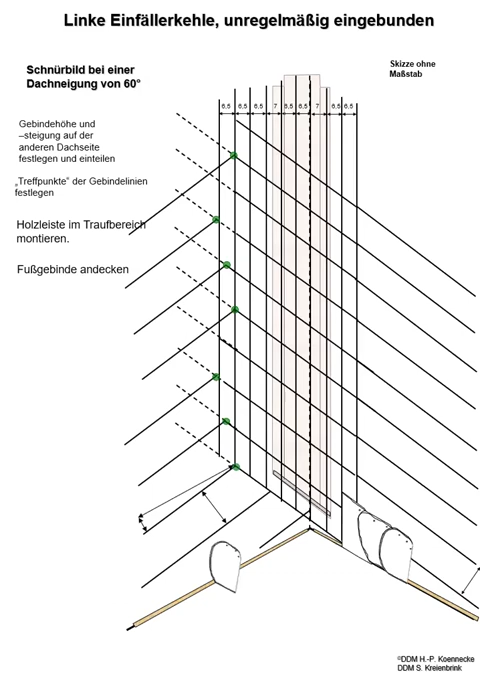 Linke Einfällerkehle, unregelmäßig eingebunden
Skizze ohne
Maßstab
Schnürbild bei einer
Dachneigung von 60°
6,5 6,5 6,5 7 6,5 6,5 7 6,5 6,5
Gebindehöhe und
–steigung auf der
anderen Dachseite
festlegen und einteilen
„Treffpunkte“ der Gebindelinien
festlegen
Holzleiste im Traufbereich
montieren.
Fußgebinde andecken
©DDM H.-P. Koennecke
DDM S. Kreienbrink